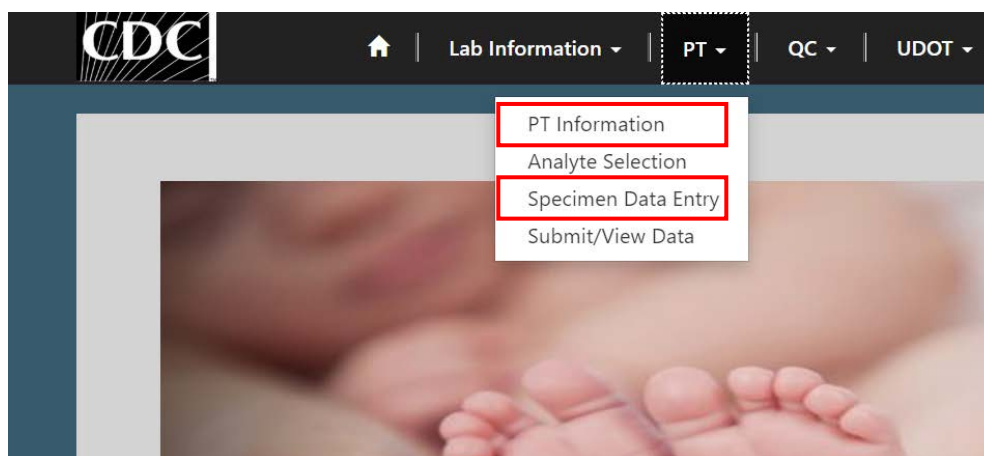 CDC
Lab Information PT QC UDOT
PT Information
Analyte Selection
Specimen Data Entry
Submit/View Data